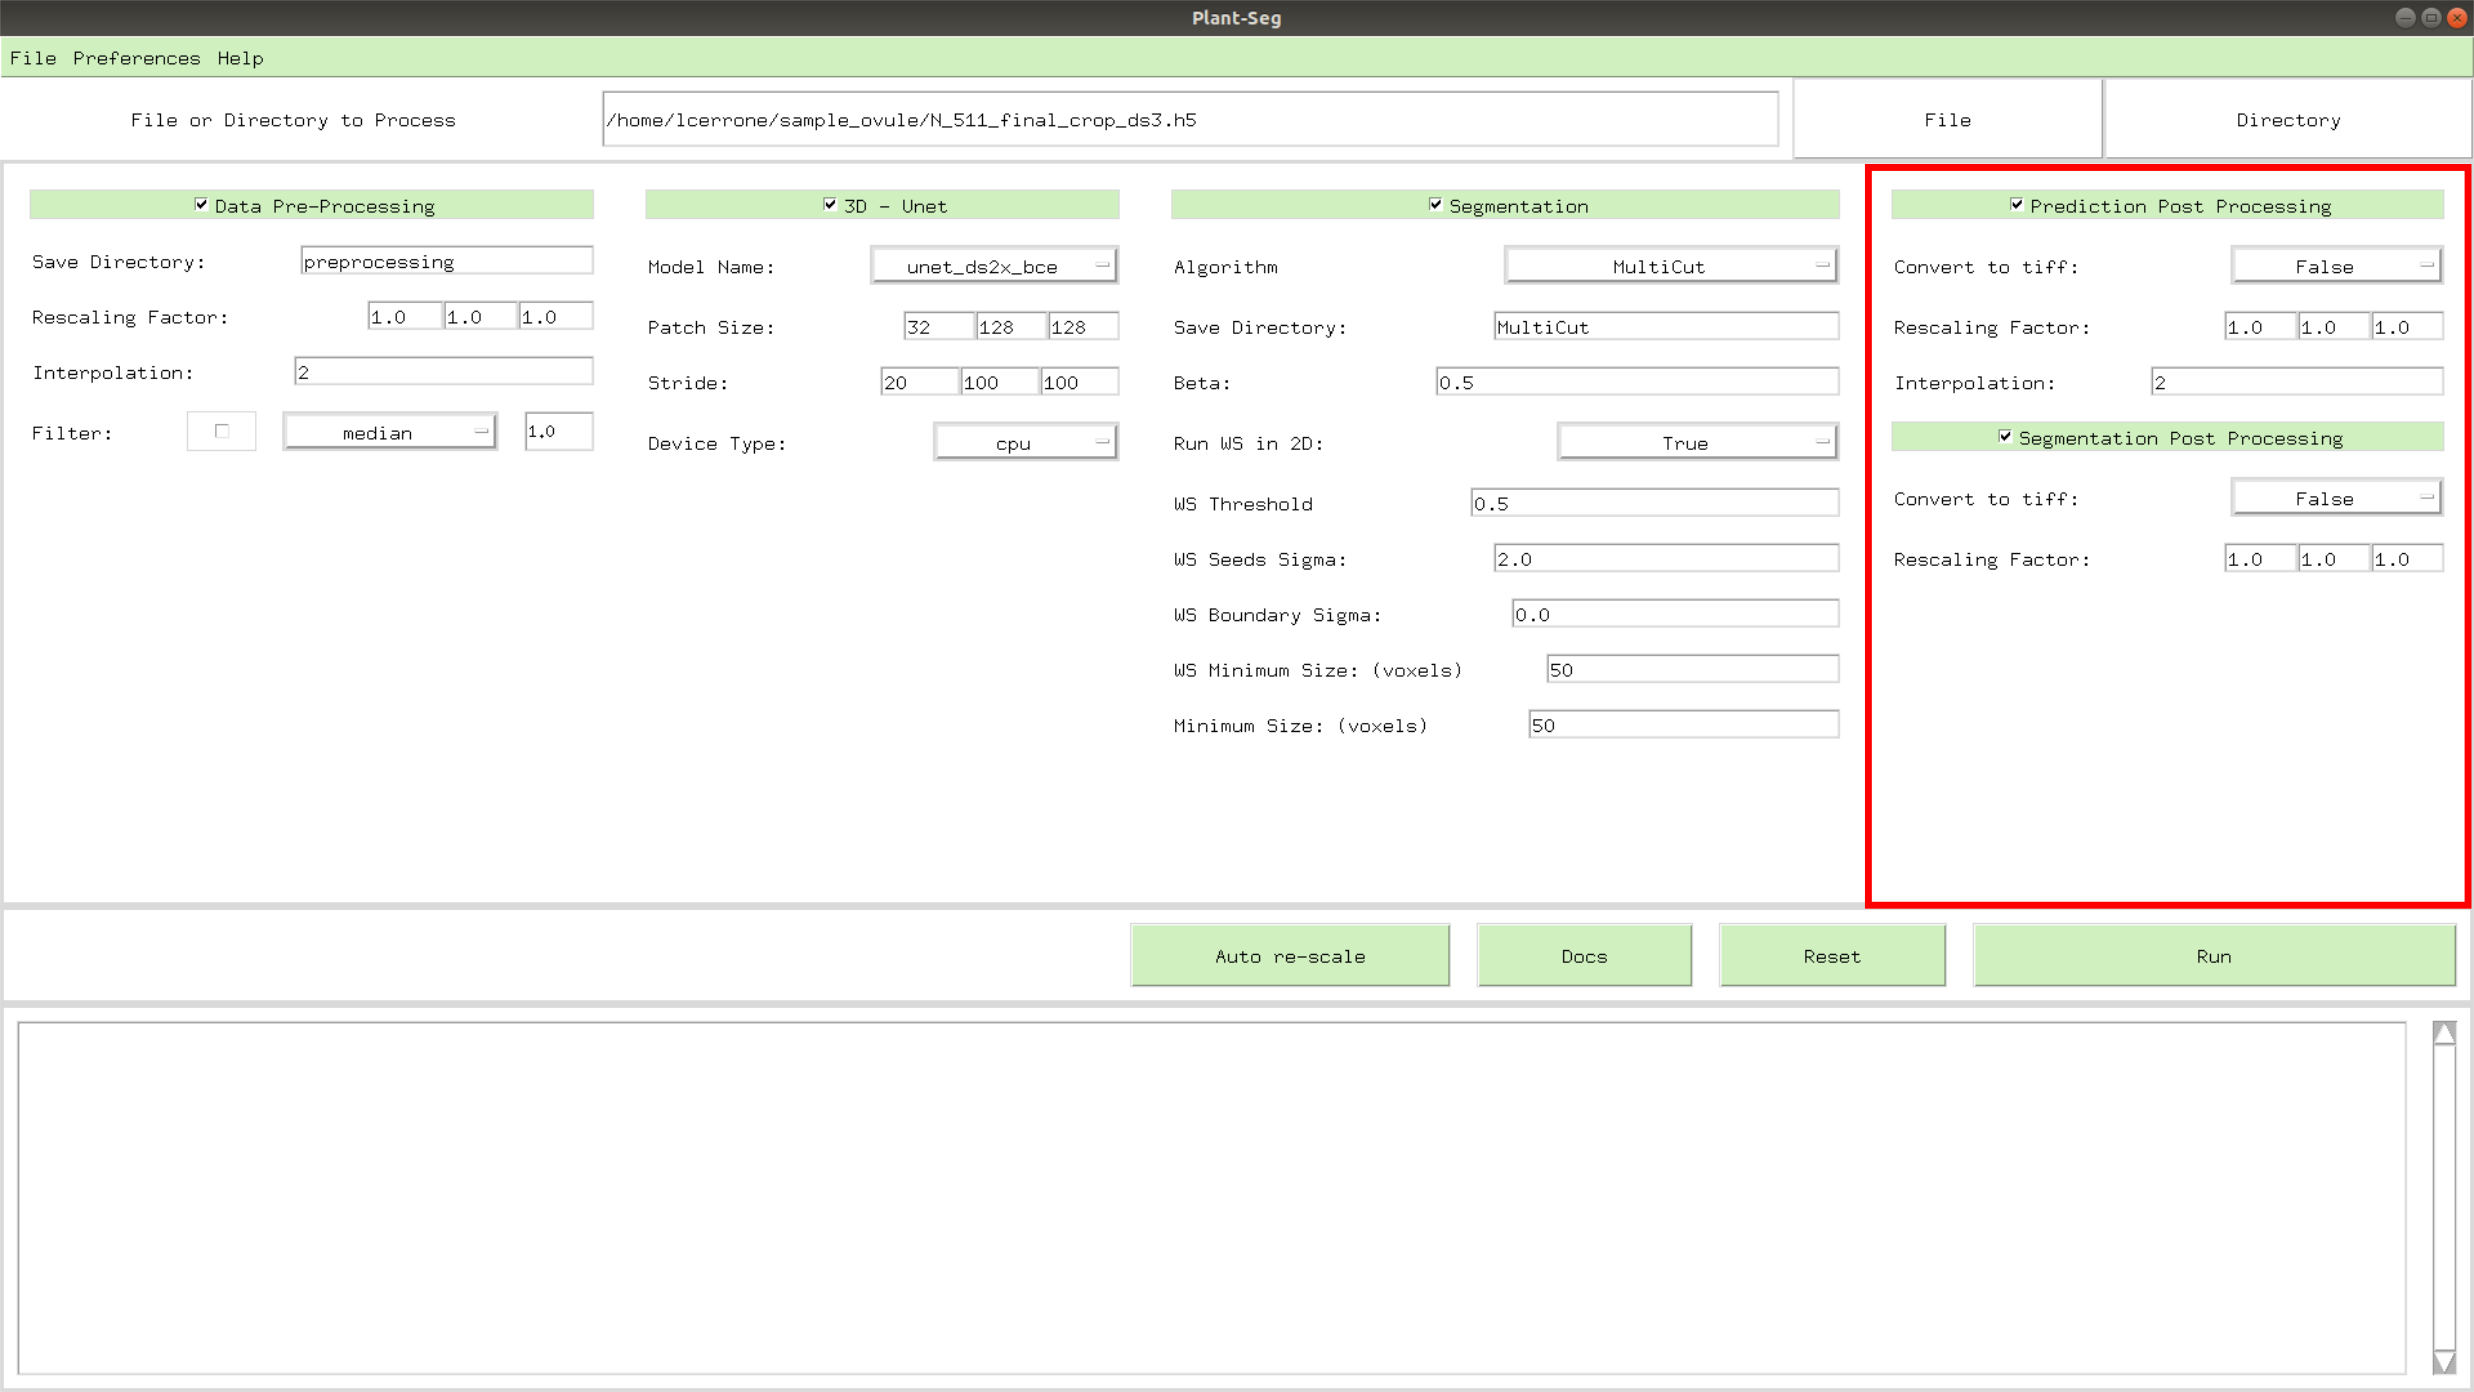 Plant-Seg
File Preferences Help
File or Directory to Process /home/lcerrone/sample_ovule/N_511_final_crop_ds3.h5 File Directory
Data Pre-Processing
Save Directory: preprocessing
Rescaling Factor: 1.0 1.0 1.0
Interpolation: 2
Filter: median 1.0
3D - Unet
Model Name: unet_ds2x_bce
Patch Size: 32 128 128
Stride: 20 100 100
Device Type: cpu
Segmentation
Algorithm MultiCut
Save Directory: MultiCut
Beta: 0.5
Run WS in 2D: True
WS Threshold 0.5
WS Seeds Sigma: 2.0
WS Boundary Sigma: 0.0
WS Minimum Size: (voxels) 50
Minimum Size: (voxels) 50
Prediction Post Processing
Convert to tiff: False
Rescaling Factor: 1.0 1.0 1.0
Interpolation: 2
Segmentation Post Processing
Convert to tiff: False
Rescaling Factor: 1.0 1.0 1.0
Auto re-scale Docs Reset Run